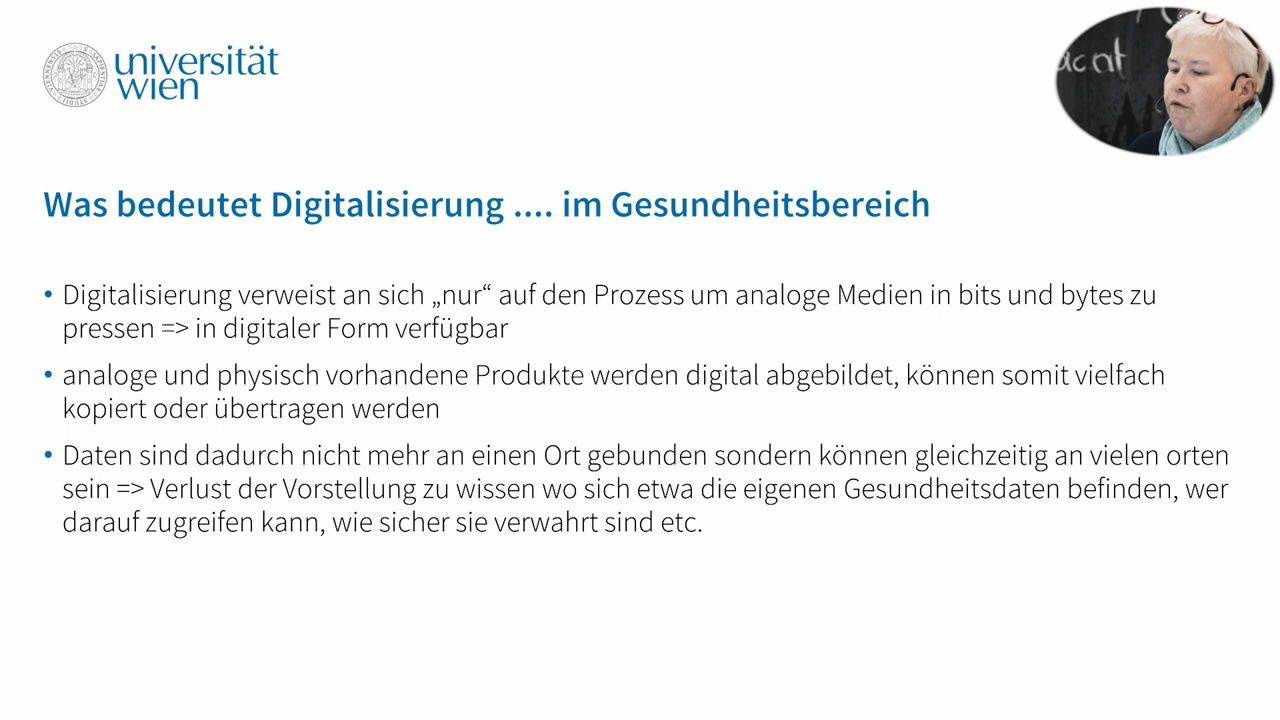 universität
wien
Was bedeutet Digitalisierung .... im Gesundheitsbereich
• Digitalisierung verweist an sich „nur“ auf den Prozess um analoge Medien in bits und bytes zu
pressen => in digitaler Form verfügbar
• analoge und physisch vorhandene Produkte werden digital abgebildet, können somit vielfach
kopiert oder übertragen werden
• Daten sind dadurch nicht mehr an einen Ort gebunden sondern können gleichzeitig an vielen orten
sein => Verlust der Vorstellung zu wissen wo sich etwa die eigenen Gesundheitsdaten befinden, wer
darauf zugreifen kann, wie sicher sie verwahrt sind etc.